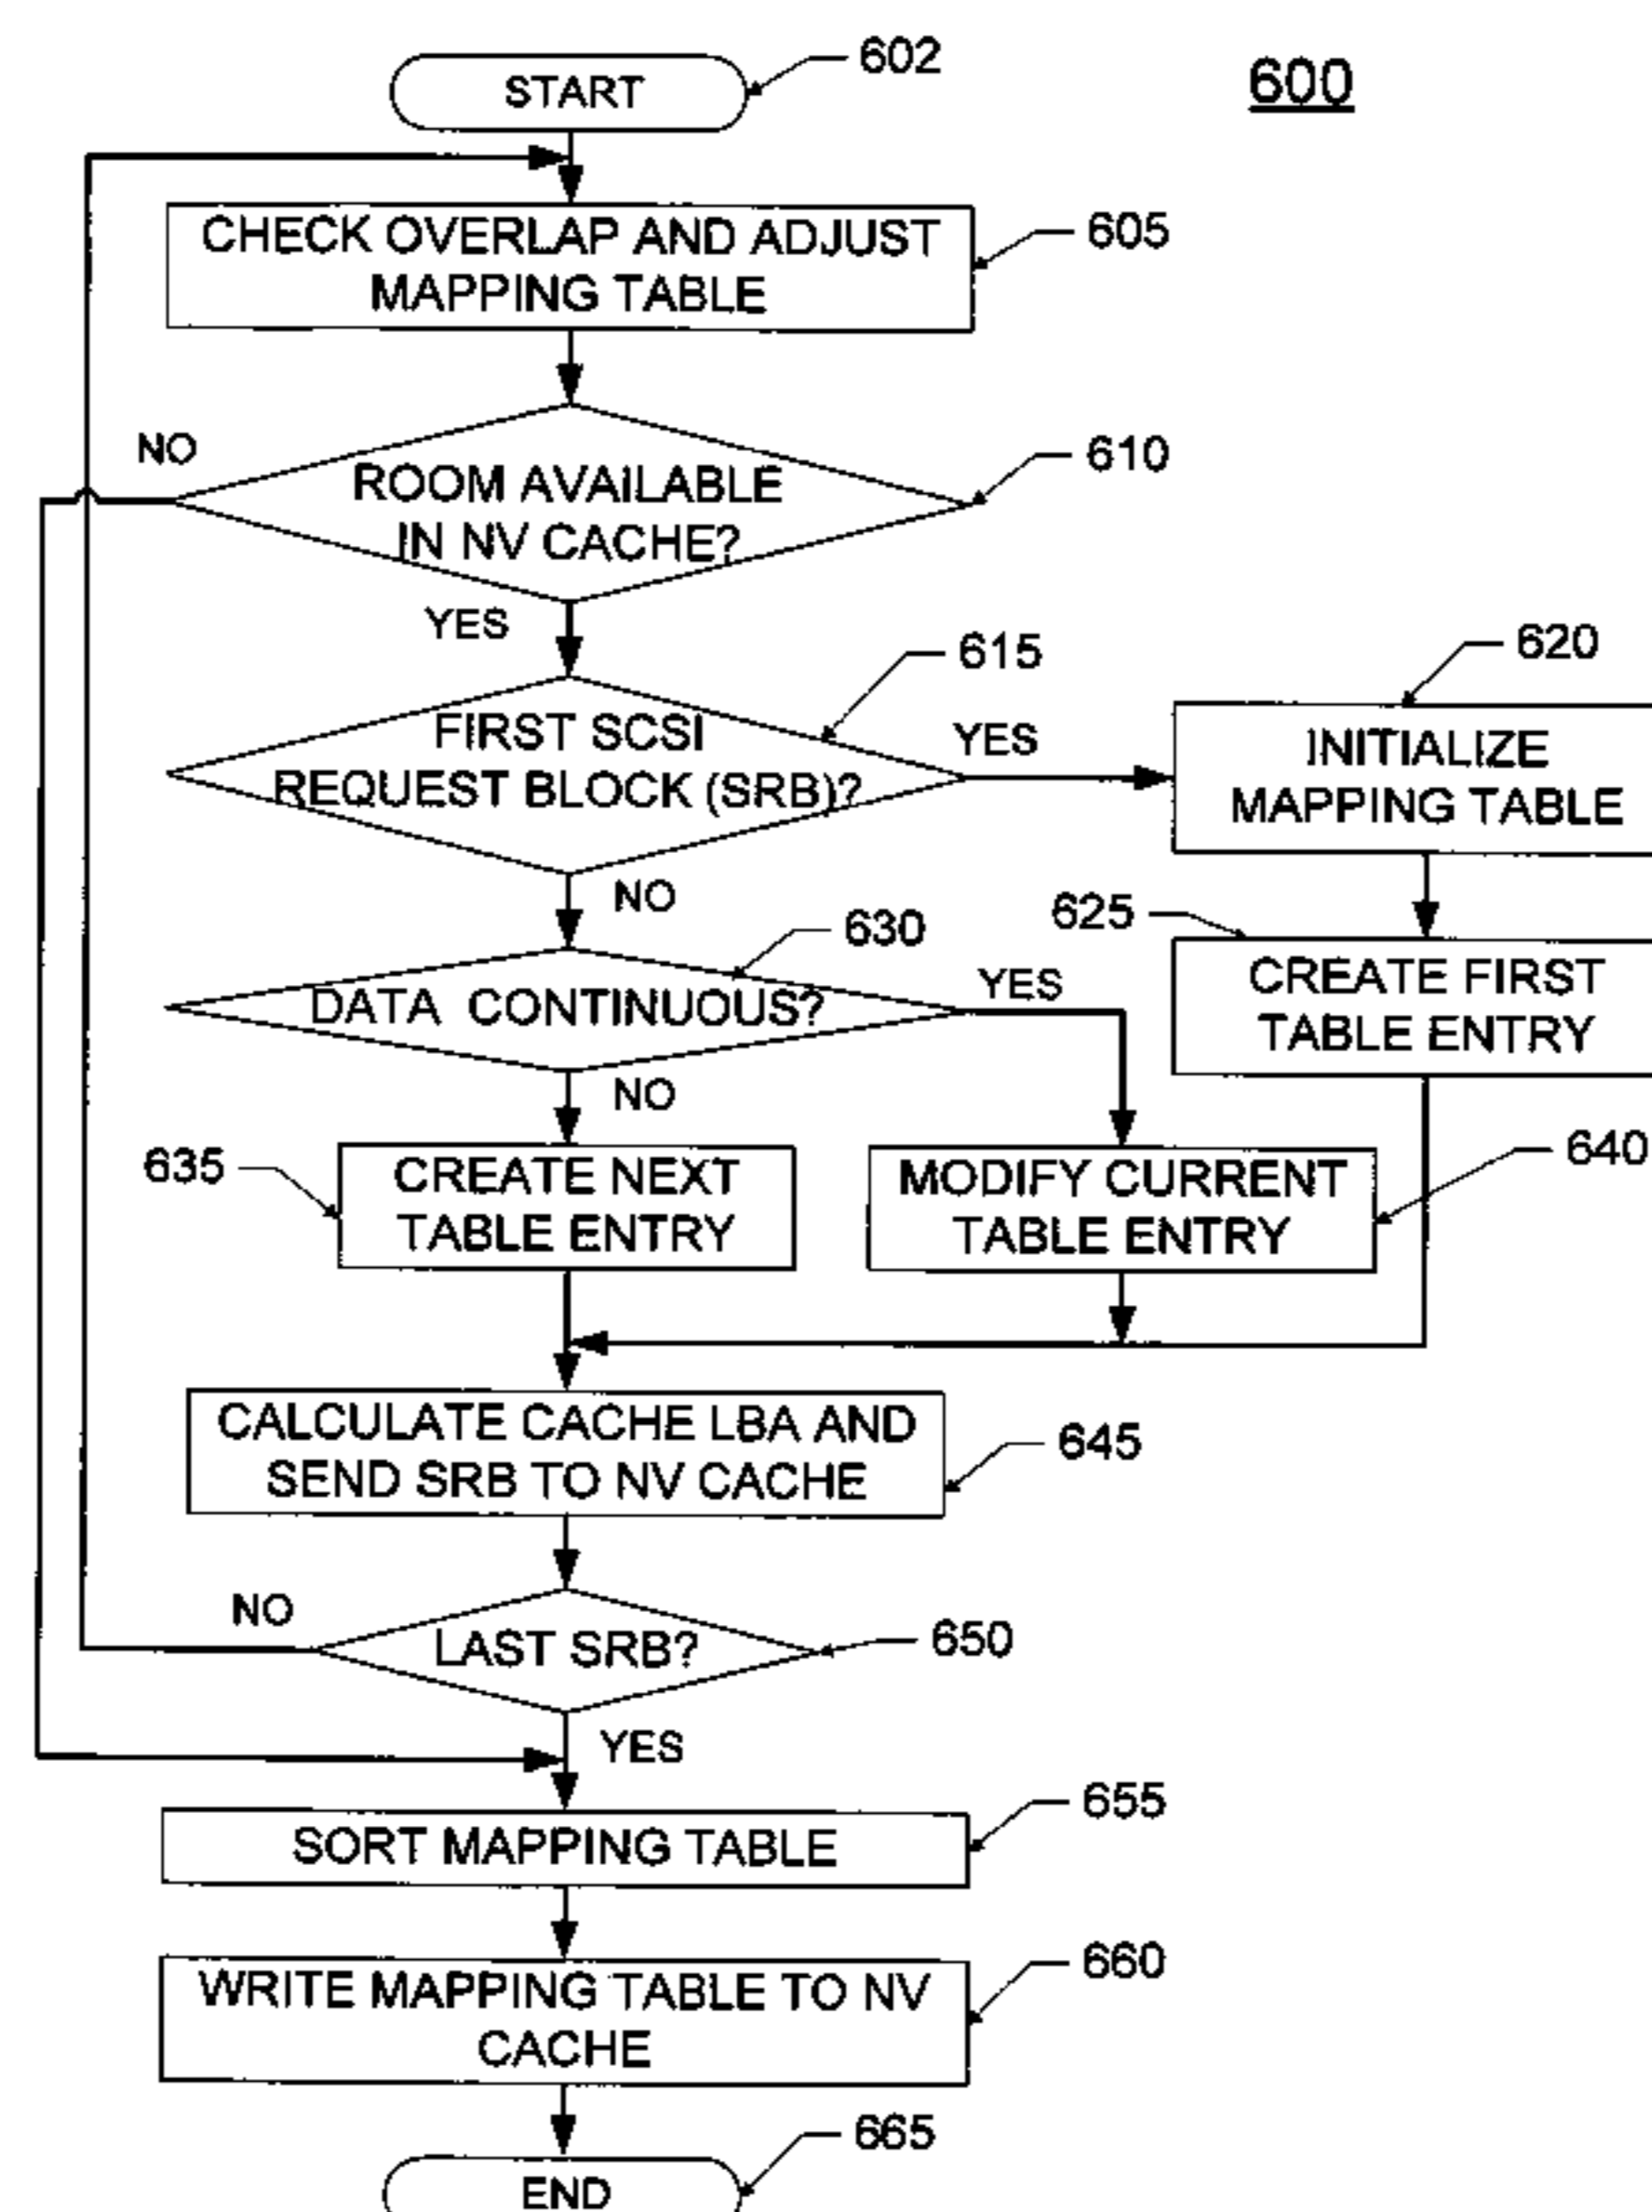 START
602
600
CHECK OVERLAP AND ADJUST
MAPPING TABLE
605
NO
ROOM AVAILABLE
IN NV CACHE?
610
YES
FIRST SCSI
REQUEST BLOCK (SRB)?
615
YES
620
INITIALIZE
MAPPING TABLE
NO
630
625
CREATE FIRST
TABLE ENTRY
DATA CONTINUOUS?
YES
NO
635
CREATE NEXT
TABLE ENTRY
MODIFY CURRENT
TABLE ENTRY
640
CALCULATE CACHE LBA AND
SEND SRB TO NV CACHE
645
NO
LAST SRB?
650
YES
SORT MAPPING TABLE
655
WRITE MAPPING TABLE TO NV
CACHE
660
END
665